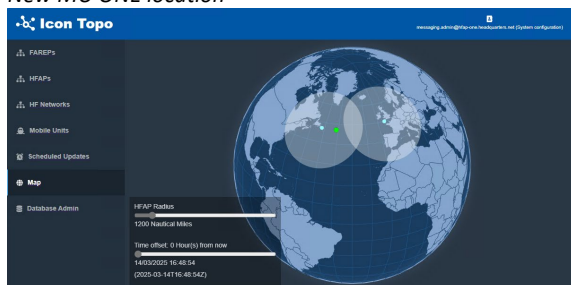 New MU ONE location
Icon Topo
messaging.admin@hfap-one.headquarters.net (System configuration)
FAREPs
HFAPs
HF Networks
Mobile Units
Scheduled Updates
Map
Database Admin
HFAP Radius
1200 Nautical Miles
Time offset: 0 Hour(s) from now
14/03/2025 16:48:54
(2025-03-14T16:48:54Z)